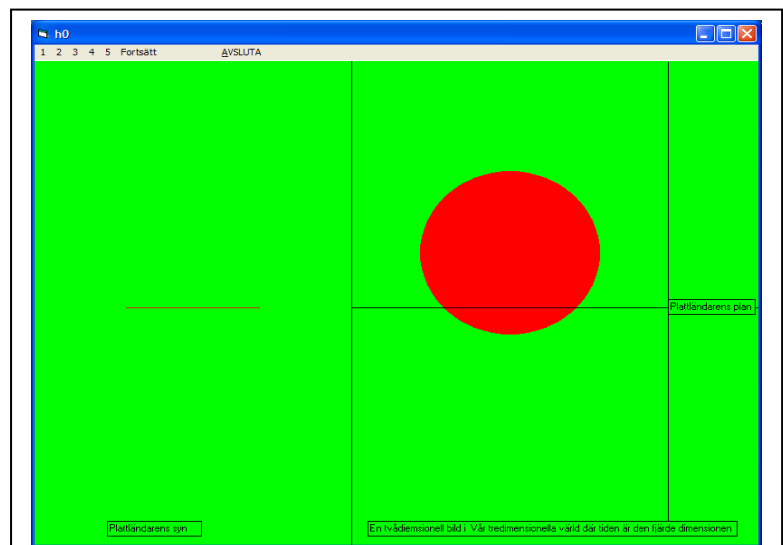 h0
1 2 3 4 5 Fortsätt AVSLUTA
Plattländarens plan
Plattländarens syn
En tvådiemsionell bild i Vår tredimensionella värld där tiden är den fjärde dimensionen